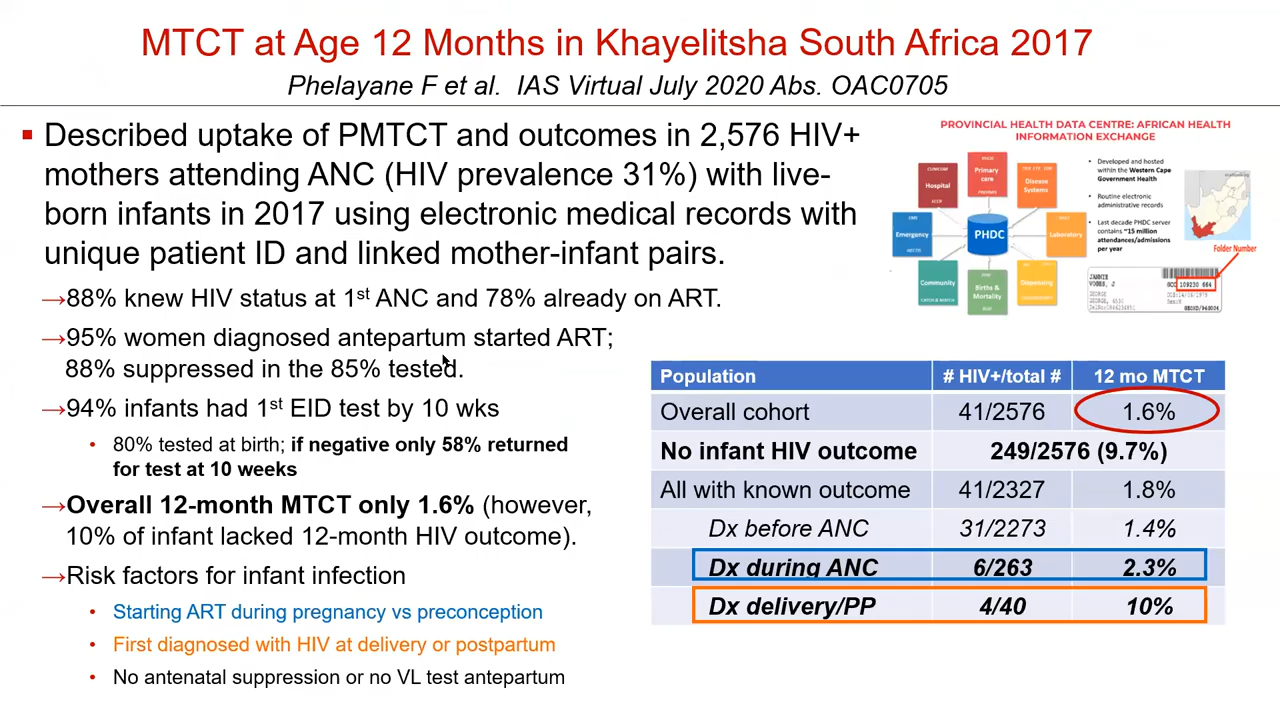 MTCT at Age 12 Months in Khayelitsha South Africa 2017
Phelayane F et al. IAS Virtual July 2020 Abs. OAC0705
Described uptake of PMTCT and outcomes in 2,576 HIV+
mothers attending ANC (HIV prevalence 31%) with live-
born infants in 2017 using electronic medical records with
unique patient ID and linked mother-infant pairs.
→88% knew HIV status at 1st ANC and 78% already on ART.
→95% women diagnosed antepartum started ART;
88% suppressed in the 85% tested.
→94% infants had 1st EID test by 10 wks
• 80% tested at birth; if negative only 58% returned
for test at 10 weeks
→Overall 12-month MTCT only 1.6% (however,
10% of infant lacked 12-month HIV outcome).
→Risk factors for infant infection
• Starting ART during pregnancy vs preconception
• First diagnosed with HIV at delivery or postpartum
• No antenatal suppression or no VL test antepartum
PROVINCIAL HEALTH DATA CENTRE: AFRICAN HEALTH
INFORMATION EXCHANGE
Hospital
Primary
care
Disease
Systems
Emergency
PHDC
Laboratory
Community
Births &
Mortality
Dispensing
• Developed and hosted
within the Western Cape
Government Health
• Routine electronic
administrative records
• Last decade PHDC server
contains ~15 million
attendances/admissions
per year
Folder Number
Population # HIV+/total # 12 mo MTCT
Overall cohort 41/2576 1.6%
No infant HIV outcome 249/2576 (9.7%)
All with known outcome 41/2327 1.8%
Dx before ANC 31/2273 1.4%
Dx during ANC 6/263 2.3%
Dx delivery/PP 4/40 10%